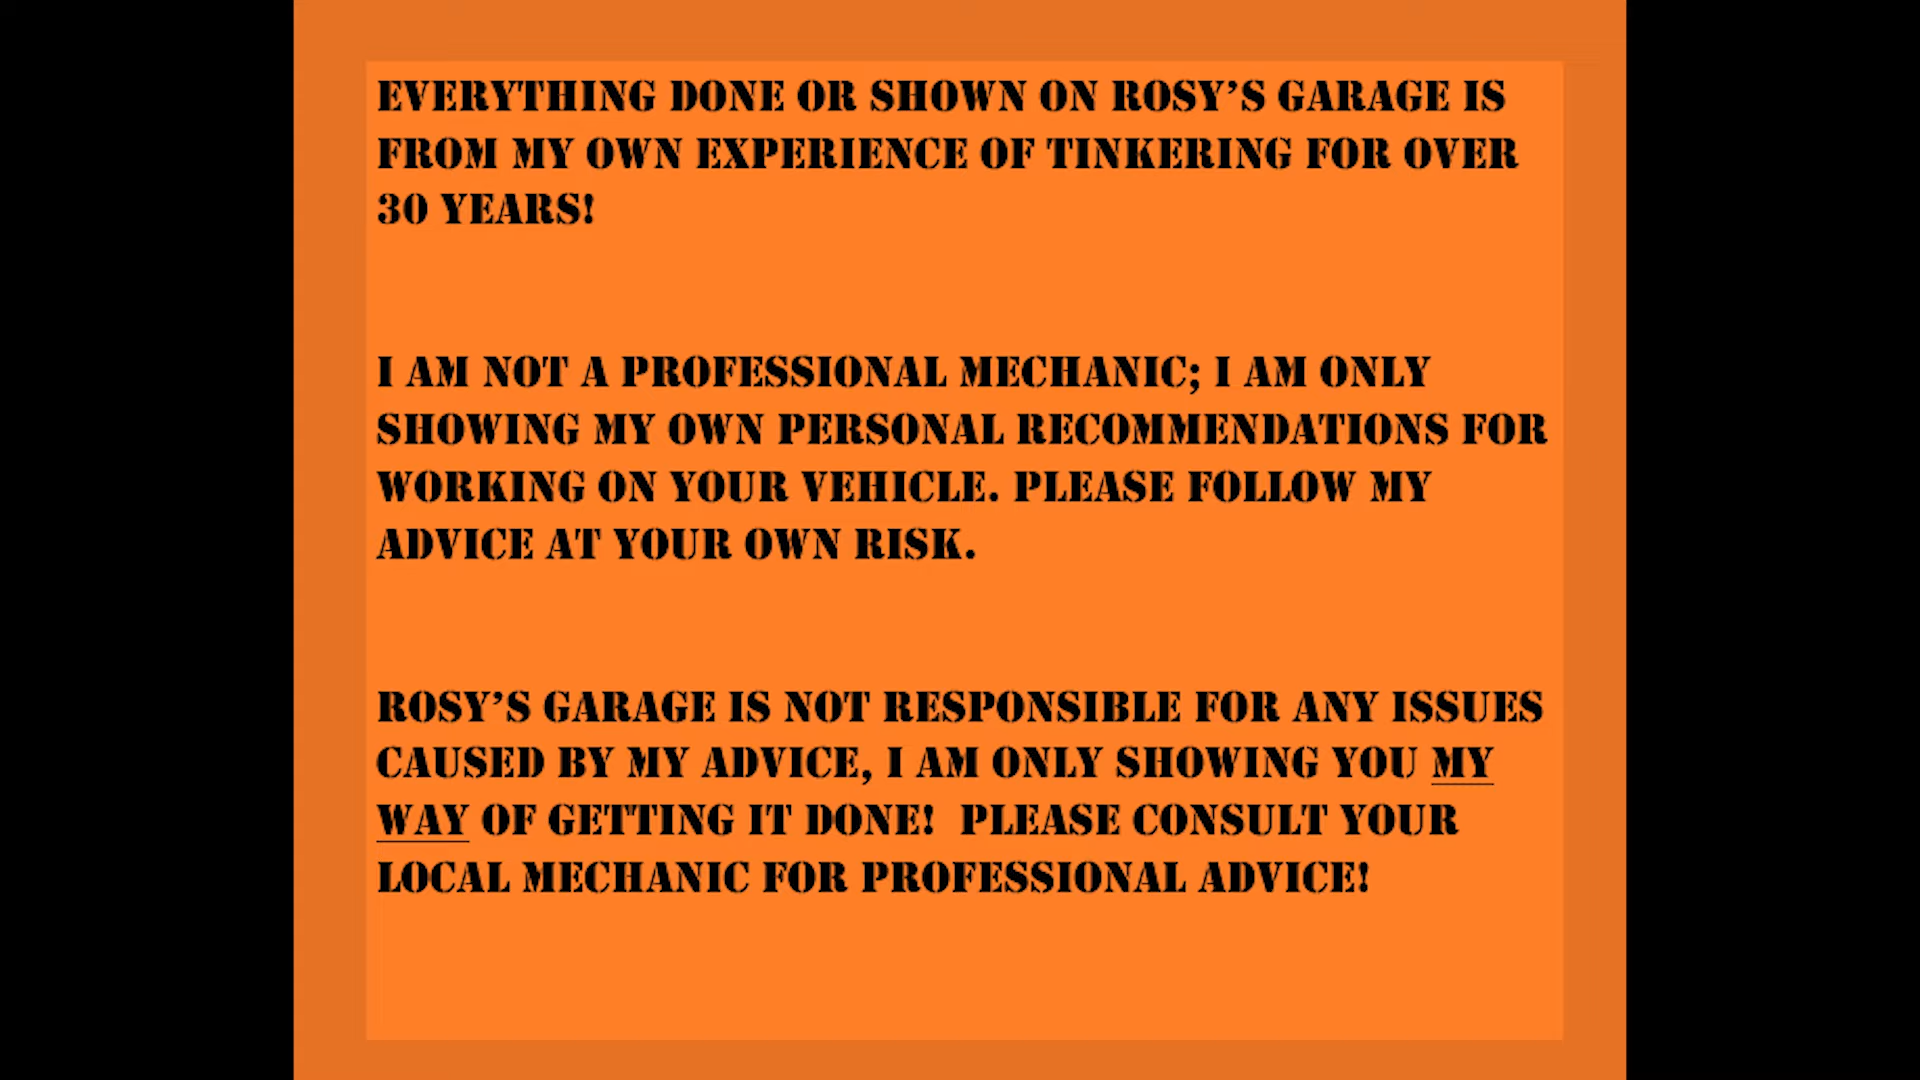 EVERYTHING DONE OR SHOWN ON ROSY’S GARAGE IS
FROM MY OWN EXPERIENCE OF TINKERING FOR OVER
30 YEARS!
I AM NOT A PROFESSIONAL MECHANIC; I AM ONLY
SHOWING MY OWN PERSONAL RECOMMENDATIONS FOR
WORKING ON YOUR VEHICLE. PLEASE FOLLOW MY
ADVICE AT YOUR OWN RISK.
ROSY’S GARAGE IS NOT RESPONSIBLE FOR ANY ISSUES
CAUSED BY MY ADVICE, I AM ONLY SHOWING YOU MY
WAY OF GETTING IT DONE!  PLEASE CONSULT YOUR
LOCAL MECHANIC FOR PROFESSIONAL ADVICE!